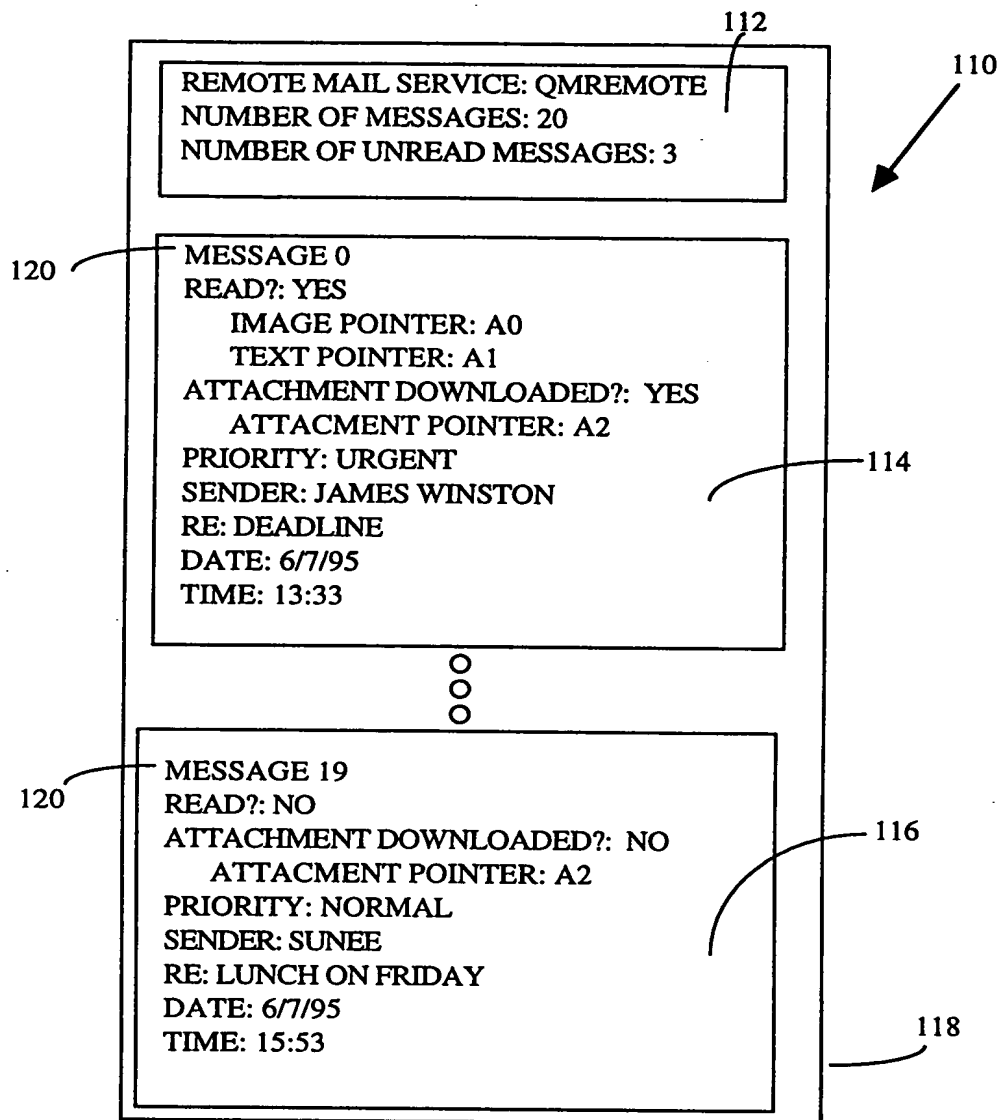 112
110
REMOTE MAIL SERVICE: QMREMOTE
NUMBER OF MESSAGES: 20
NUMBER OF UNREAD MESSAGES: 3
120
MESSAGE 0
READ?: YES
IMAGE POINTER: A0
TEXT POINTER: A1
ATTACHMENT DOWNLOADED?: YES
ATTACMENT POINTER: A2
PRIORITY: URGENT
114
SENDER: JAMES WINSTON
RE: DEADLINE
DATE: 6/7/95
TIME: 13:33
120
MESSAGE 19
READ?: NO
ATTACHMENT DOWNLOADED?: NO
116
ATTACMENT POINTER: A2
PRIORITY: NORMAL
SENDER: SUNEE
RE: LUNCH ON FRIDAY
DATE: 6/7/95
TIME: 15:53
118